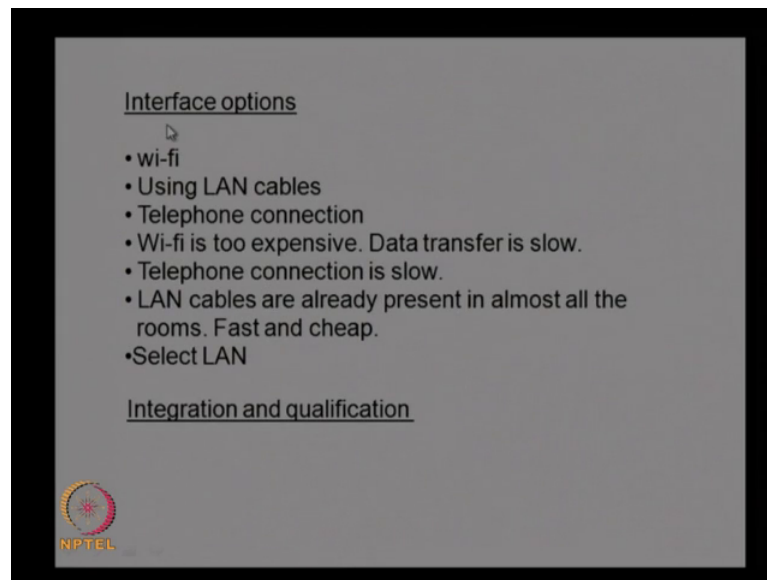 Interface options
• wi-fi
• Using LAN cables
• Telephone connection
• Wi-fi is too expensive. Data transfer is slow.
• Telephone connection is slow.
• LAN cables are already present in almost all the
rooms. Fast and cheap.
•Select LAN
Integration and qualification
NPTEL